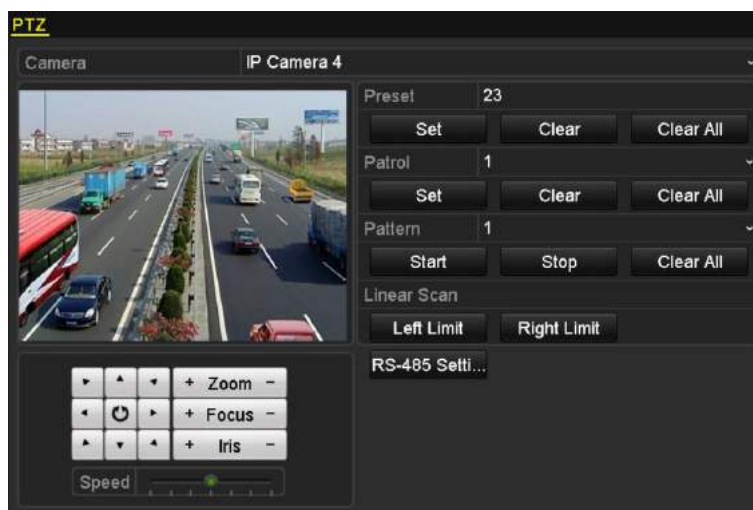 PTZ
Camera IP Camera 4
Preset 23
Set Clear Clear All
Patrol 1
Set Clear Clear All
Pattern 1
Start Stop Clear All
Linear Scan
Left Limit Right Limit
RS-485 Setti...
+ Zoom -
+ Focus -
+ Iris -
Speed